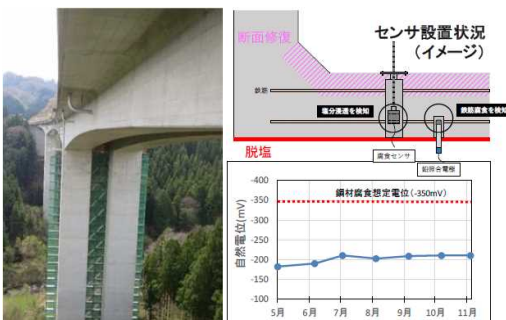 断面修復
センサ設置状況
（イメージ）
鉄筋
塩分浸透を検知
鉄筋腐食を検知
脱塩
腐食センサ
鉛照合電極
自然電位(mV)
-400
-350
-300
-250
-200
-150
-100
鋼材腐食想定電位(-350mV)
5月 6月 7月 8月 9月 10月 11月